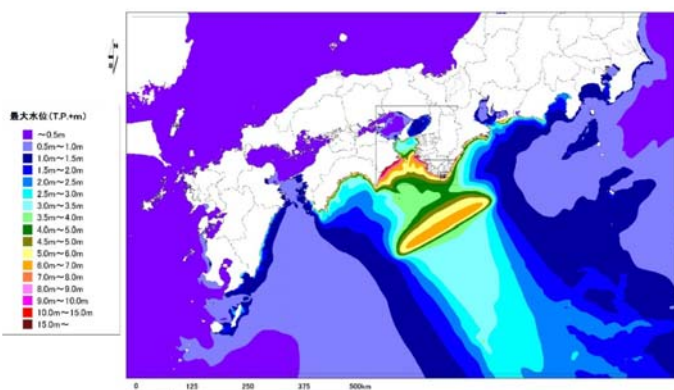 N
最大水位(T.P.+m)
～0.5m
0.5m～1.0m
1.0m～1.5m
1.5m～2.0m
2.0m～2.5m
2.5m～3.0m
3.0m～3.5m
3.5m～4.0m
4.0m～5.0m
4.5m～5.0m
5.0m～6.0m
6.0m～7.0m
7.0m～8.0m
8.0m～9.0m
9.0m～10.0m
10.0m～15.0m
15.0m～
0 125 250 375 500km